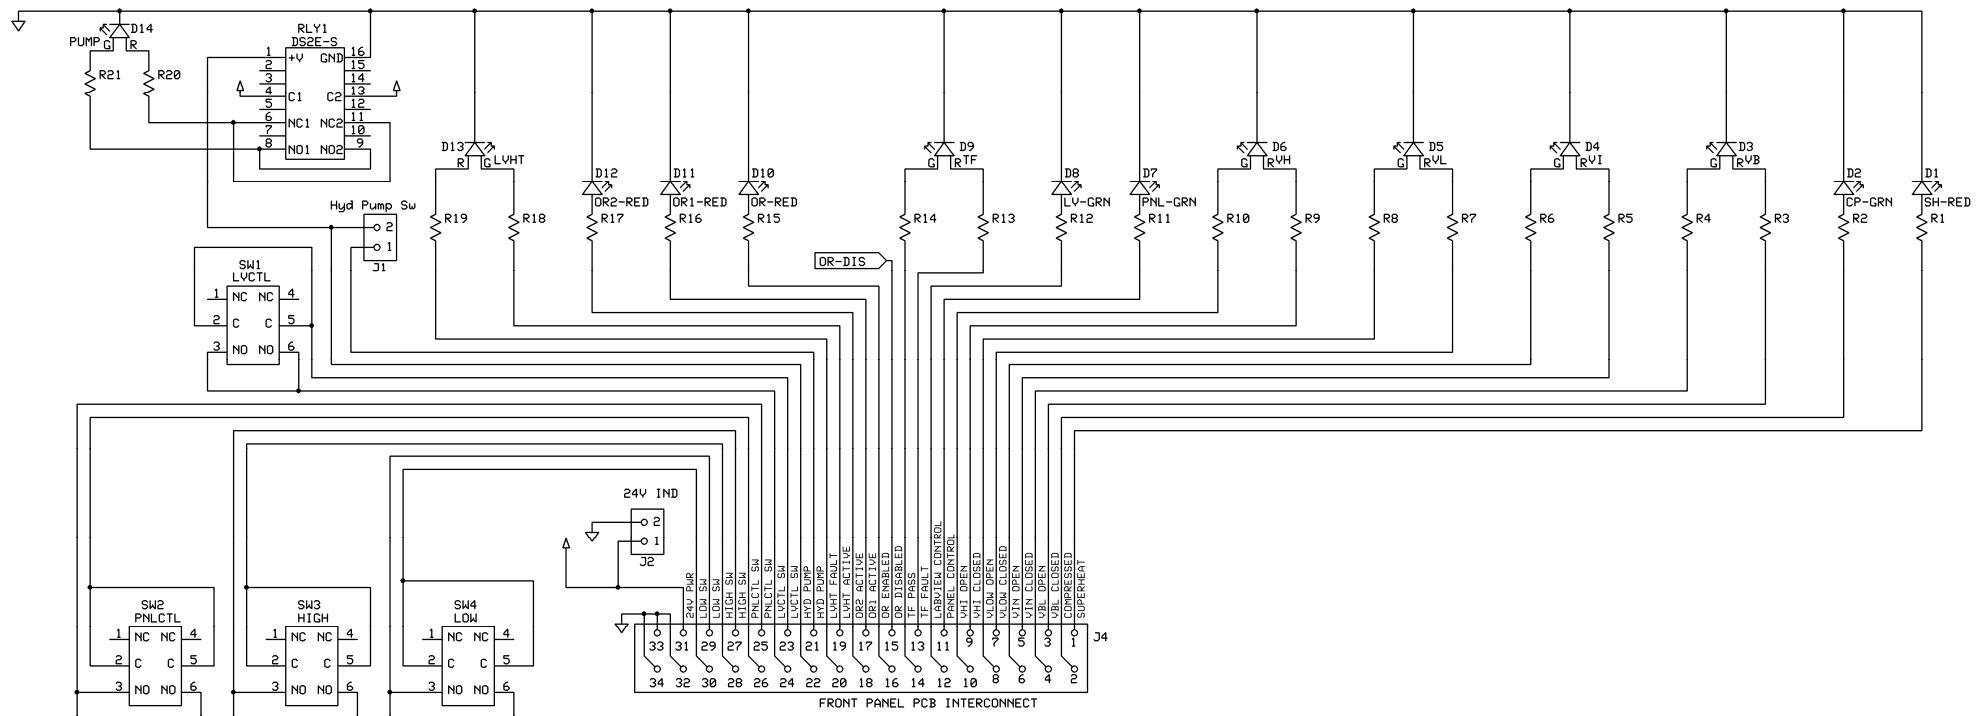 D14
PUMP
G R
R21
R20
RLY1
DS2E-S
1 +V GND 16
2 15
3 14
4 C1 C2 13
5 12
6 NC1 NC2 11
7 10
8 NO1 NO2 9
D13
R G LVHT
R19
R18
D12
OR2-RED
R17
D11
OR1-RED
R16
D10
OR-RED
R15
D9
G R TF
R14
R13
D8
LV-GRN
R12
D7
PNL-GRN
R11
D6
G R VH
R10
R9
D5
G R VL
R8
R7
D4
G R VI
R6
R5
D3
G R VB
R4
R3
D2
CP-GRN
R2
D1
SH-RED
R1
Hyd Pump Sw
2
1
J1
OR-DIS
SW1
LVCTL
1 NC NC 4
2 C C 5
3 NO NO 6
24V IND
2
1
J2
SW2
PNLCTL
1 NC NC 4
2 C C 5
3 NO NO 6
SW3
HIGH
1 NC NC 4
2 C C 5
3 NO NO 6
SW4
LOW
1 NC NC 4
2 C C 5
3 NO NO 6
24V PWR
LOW SW
LOW SW
HIGH SW
HIGH SW
PNLCTL SW
PNLCTL SW
LVCTL SW
LVCTL SW
HYD PUMP
HYD PUMP
LVHT FAULT
LVHT ACTIVE
OR2 ACTIVE
OR1 ACTIVE
OR ENABLED
OR DISABLED
TF PASS
TF FAULT
LABVIEW CONTROL
PANEL CONTROL
VHI OPEN
VHI CLOSED
VLOW OPEN
VLOW CLOSED
VIN OPEN
VIN CLOSED
VBL OPEN
VBL CLOSED
COMPRESSED
SUPERHEAT
J4
33 31 29 27 25 23 21 19 17 15 13 11 9 7 5 3 1
34 32 30 28 26 24 22 20 18 16 14 12 10 8 6 4 2
FRONT PANEL PCB INTERCONNECT